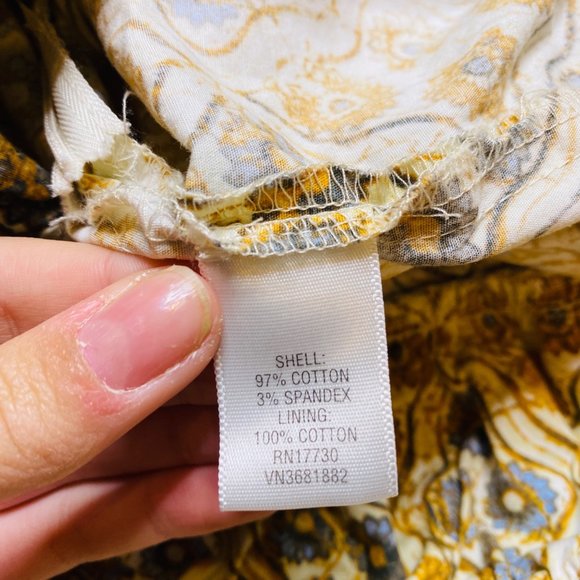 SHELL:
97% COTTON
3% SPANDEX
LINING:
100% COTTON
RN17730
VN3681882